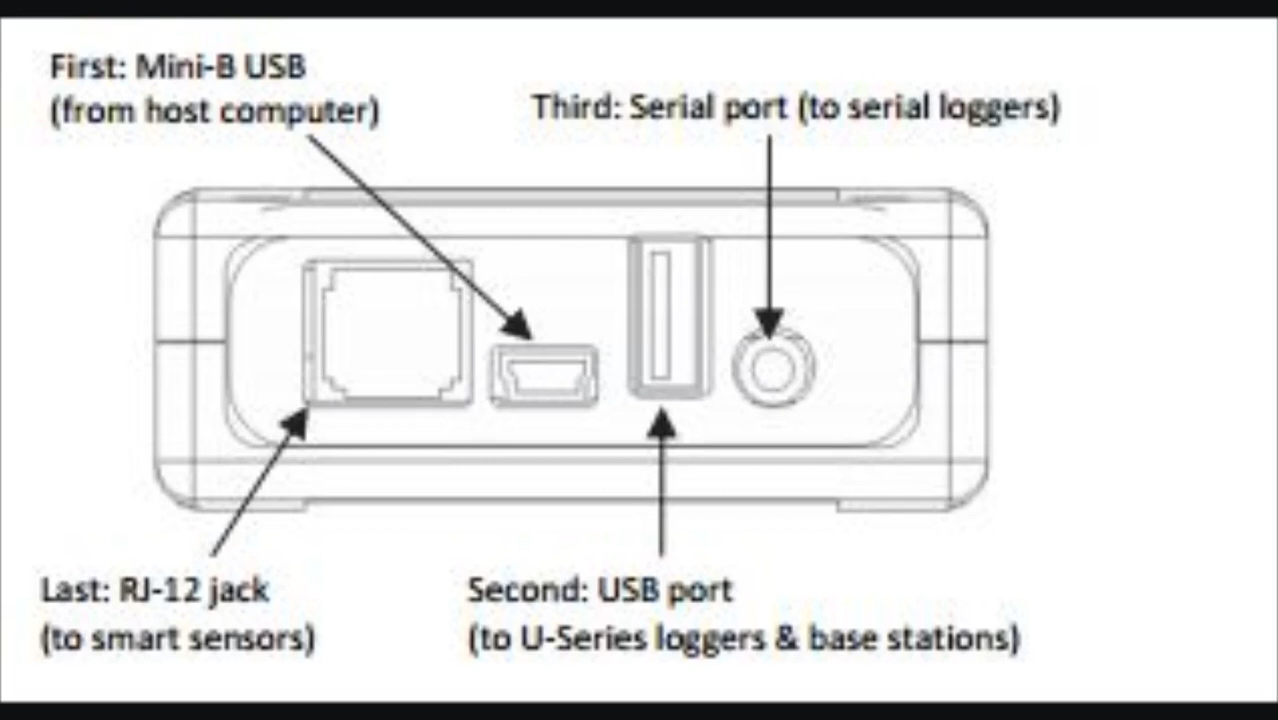 First: Mini-B USB
(from host computer)
Third: Serial port (to serial loggers)
Last: RJ-12 jack
(to smart sensors)
Second: USB port
(to U-Series loggers & base stations)